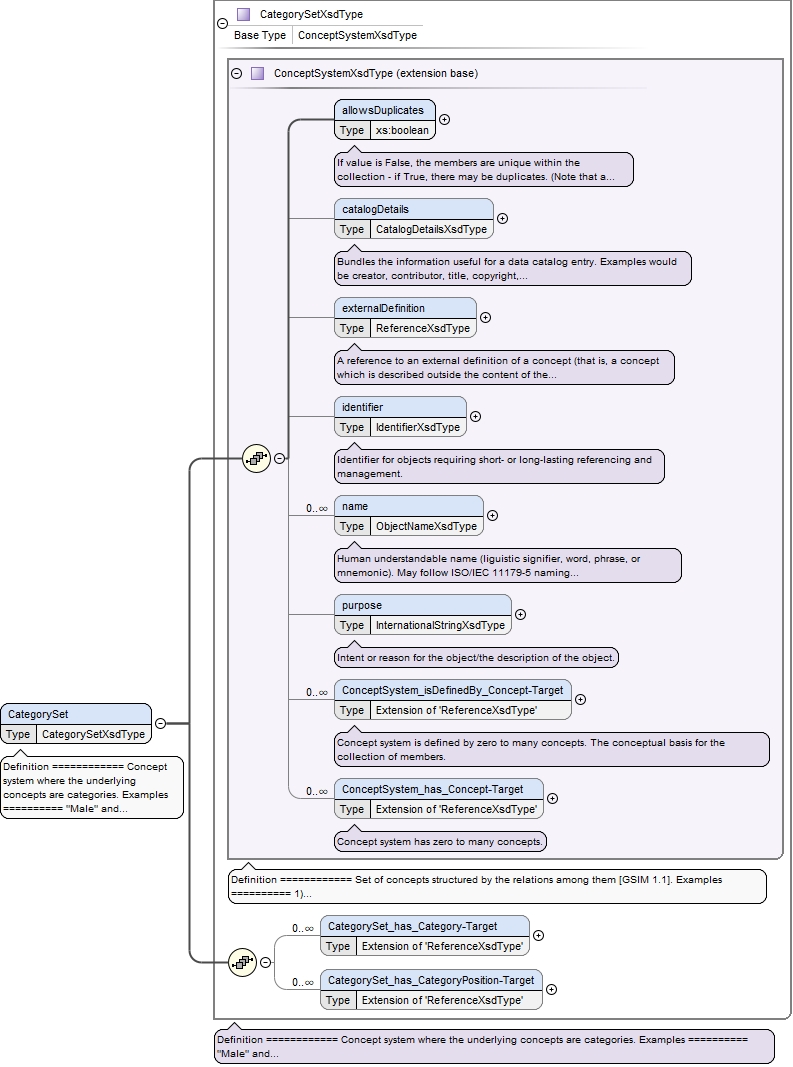 CategorySetXsdType
Base Type ConceptSystemXsdType
ConceptSystemXsdType (extension base)
allowsDuplicates
Type xs:boolean
If value is False, the members are unique within the
collection - if True, there may be duplicates. (Note that a...
catalogDetails
Type CatalogDetailsXsdType
Bundles the information useful for a data catalog entry. Examples would
be creator, contributor, title, copyright,...
externalDefinition
Type ReferenceXsdType
A reference to an external definition of a concept (that is, a concept
which is described outside the content of the...
identifier
Type IdentifierXsdType
Identifier for objects requiring short- or long-lasting referencing and
management.
0..∞ name
Type ObjectNameXsdType
Human understandable name (liguistic signifier, word, phrase, or
mnemonic). May follow ISO/IEC 11179-5 naming...
purpose
Type InternationalStringXsdType
Intent or reason for the object/the description of the object.
0..∞ ConceptSystem_isDefinedBy_Concept-Target
Type Extension of 'ReferenceXsdType'
Concept system is defined by zero to many concepts. The conceptual basis for the
collection of members.
0..∞ ConceptSystem_has_Concept-Target
Type Extension of 'ReferenceXsdType'
Concept system has zero to many concepts.
CategorySet
Type CategorySetXsdType
Definition ============ Concept
system where the underlying
concepts are categories. Examples
========== "Male" and...
Definition ============ Set of concepts structured by the relations among them [GSIM 1.1]. Examples
========== 1)...
0..∞ CategorySet_has_Category-Target
Type Extension of 'ReferenceXsdType'
0..∞ CategorySet_has_CategoryPosition-Target
Type Extension of 'ReferenceXsdType'
Definition ============ Concept system where the underlying concepts are categories. Examples ==========
"Male" and...